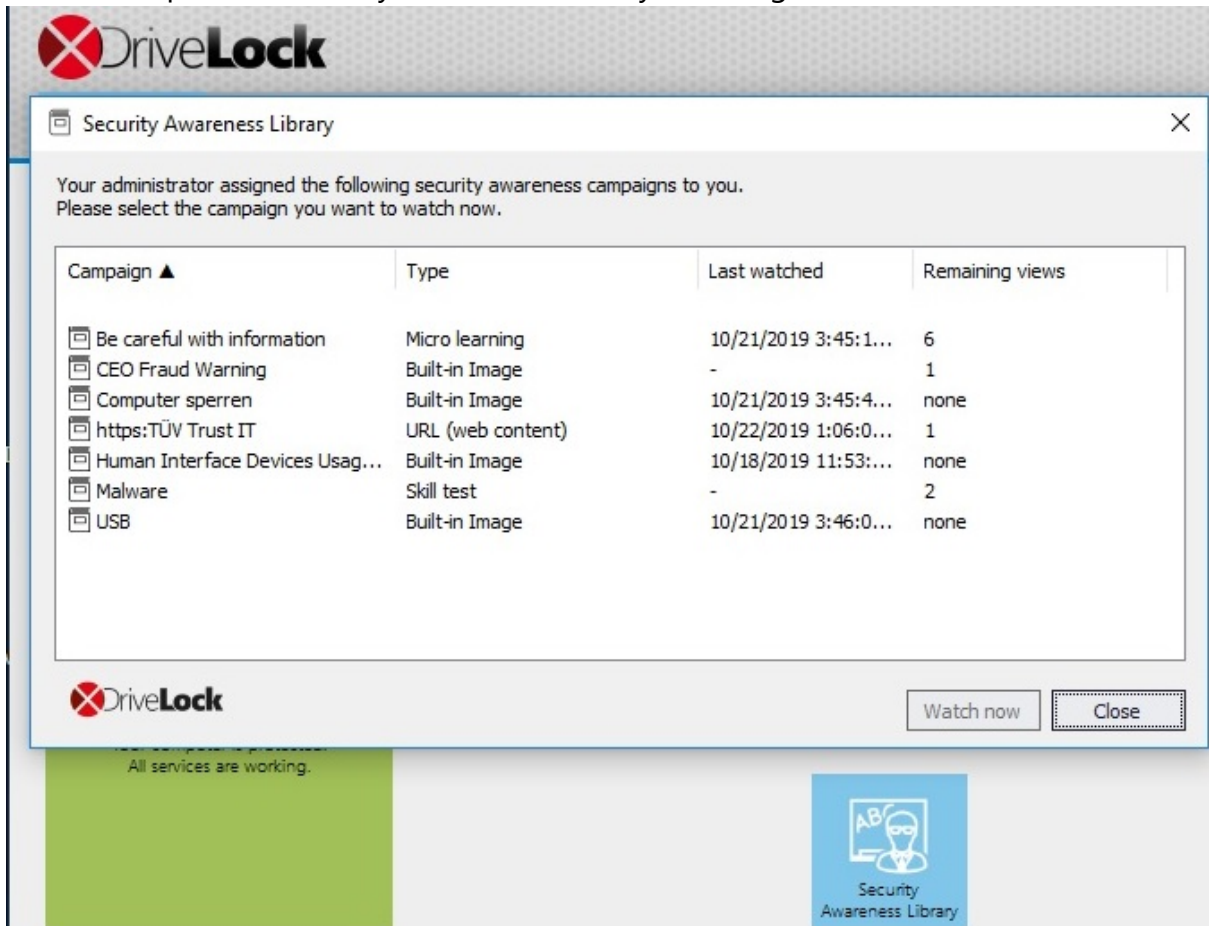 DriveLock
Security Awareness Library
Your administrator assigned the following security awareness campaigns to you.
Please select the campaign you want to watch now.
Campaign ▲ Type Last watched Remaining views
Be careful with information Micro learning 10/21/2019 3:45:1... 6
CEO Fraud Warning Built-in Image - 1
Computer sperren Built-in Image 10/21/2019 3:45:4... none
https:TÜV Trust IT URL (web content) 10/22/2019 1:06:0... 1
Human Interface Devices Usag... Built-in Image 10/18/2019 11:53:... none
Malware Skill test - 2
USB Built-in Image 10/21/2019 3:46:0... none
DriveLock
Watch now Close
All services are working.
ABC
Security
Awareness Library